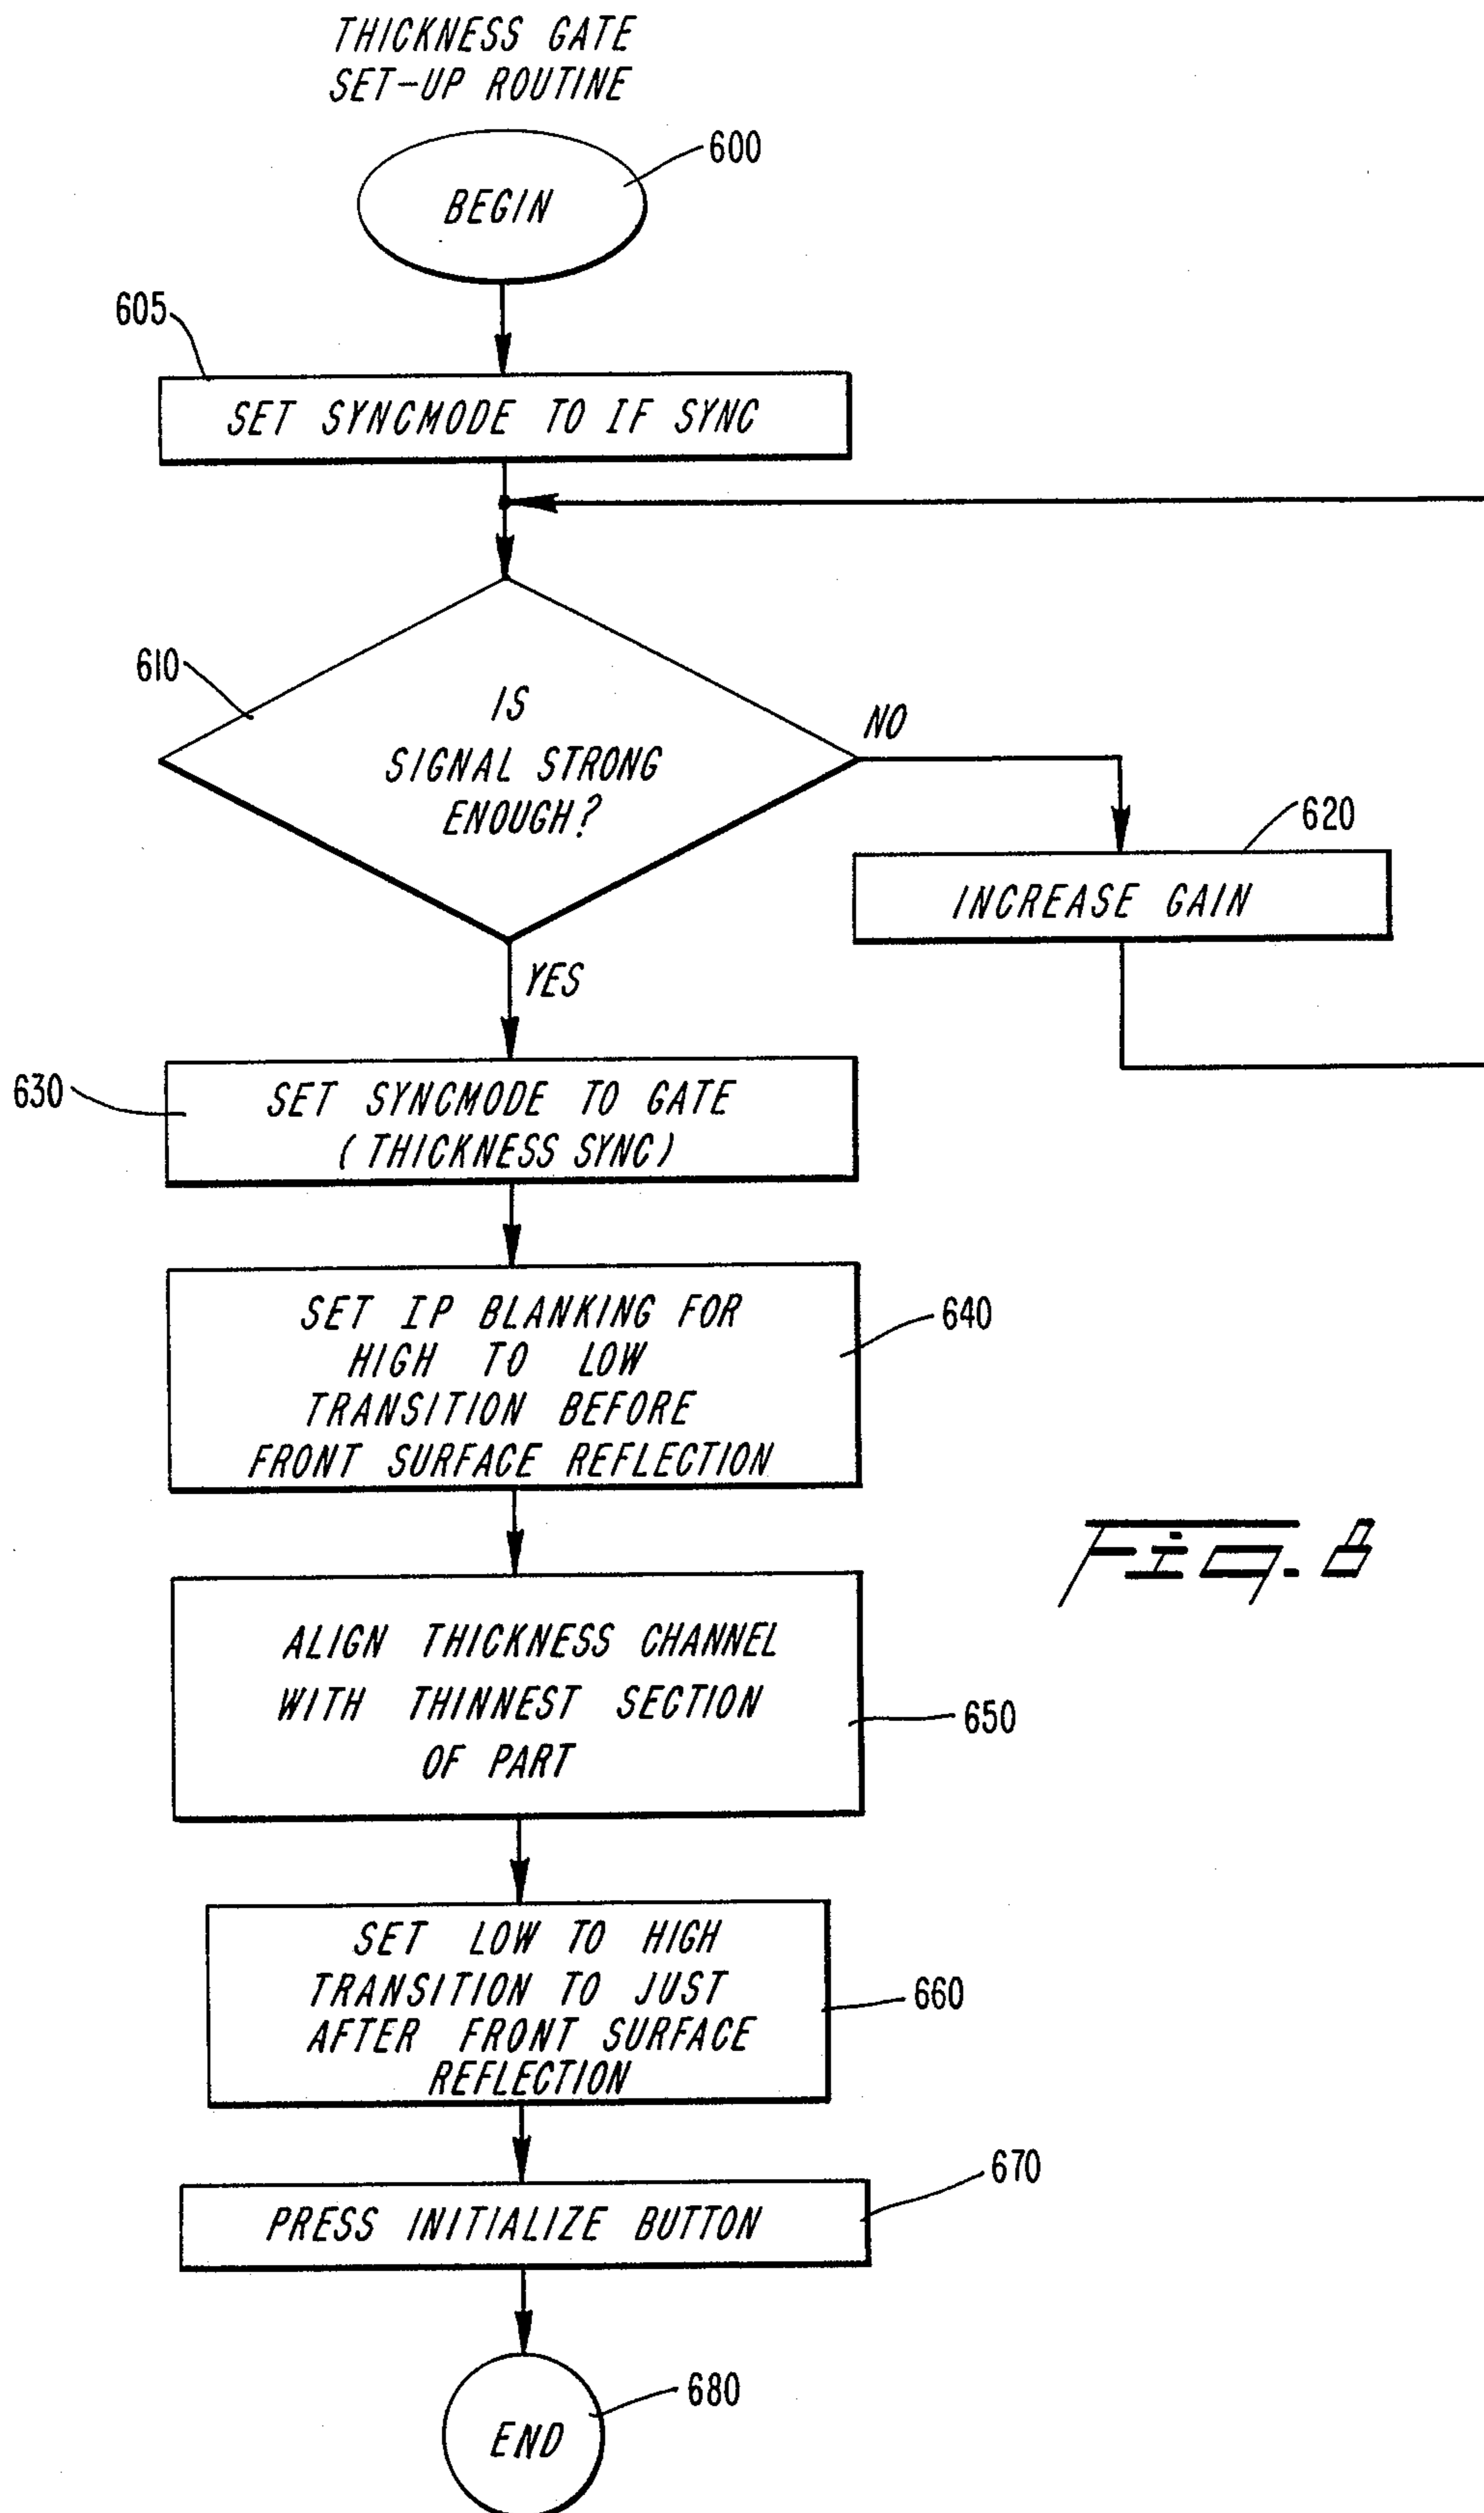 THICKNESS GATE
SET-UP ROUTINE
600
BEGIN
605
SET SYNCMODE TO IF SYNC
610
IS
SIGNAL STRONG
ENOUGH?
NO
620
INCREASE GAIN
YES
630
SET SYNCMODE TO GATE
(THICKNESS SYNC)
SET IP BLANKING FOR
HIGH TO LOW
TRANSITION BEFORE
FRONT SURFACE REFLECTION
640
Fig. 8
ALIGN THICKNESS CHANNEL
WITH THINNEST SECTION
OF PART
650
SET LOW TO HIGH
TRANSITION TO JUST
AFTER FRONT SURFACE
REFLECTION
660
670
PRESS INITIALIZE BUTTON
680
END